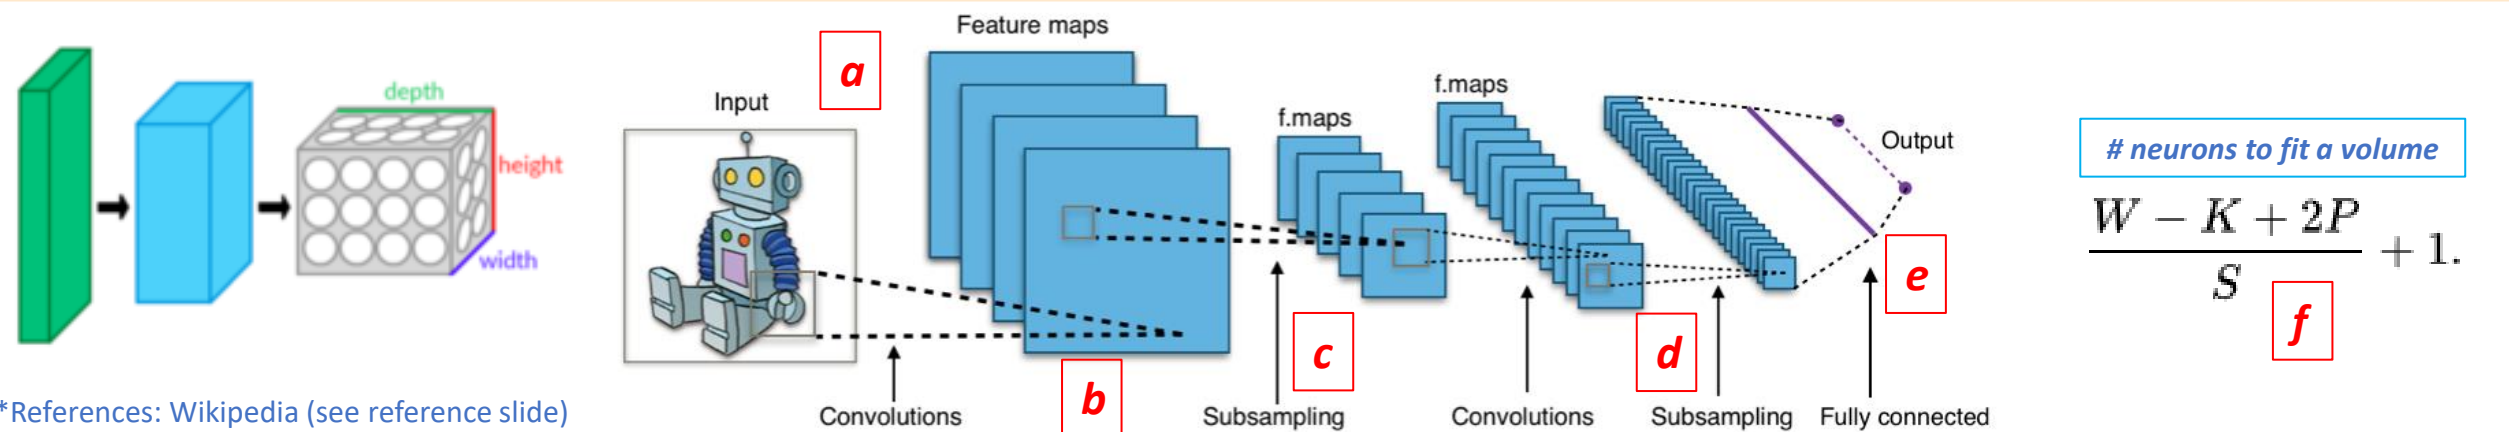 depth
height
width
*References: Wikipedia (see reference slide)
Feature maps
a
Input
f.maps
f.maps
Output
b
c
d
e
Convolutions
Subsampling
Convolutions
Subsampling
Fully connected
# neurons to fit a volume
W − K + 2P
S
+ 1.
f